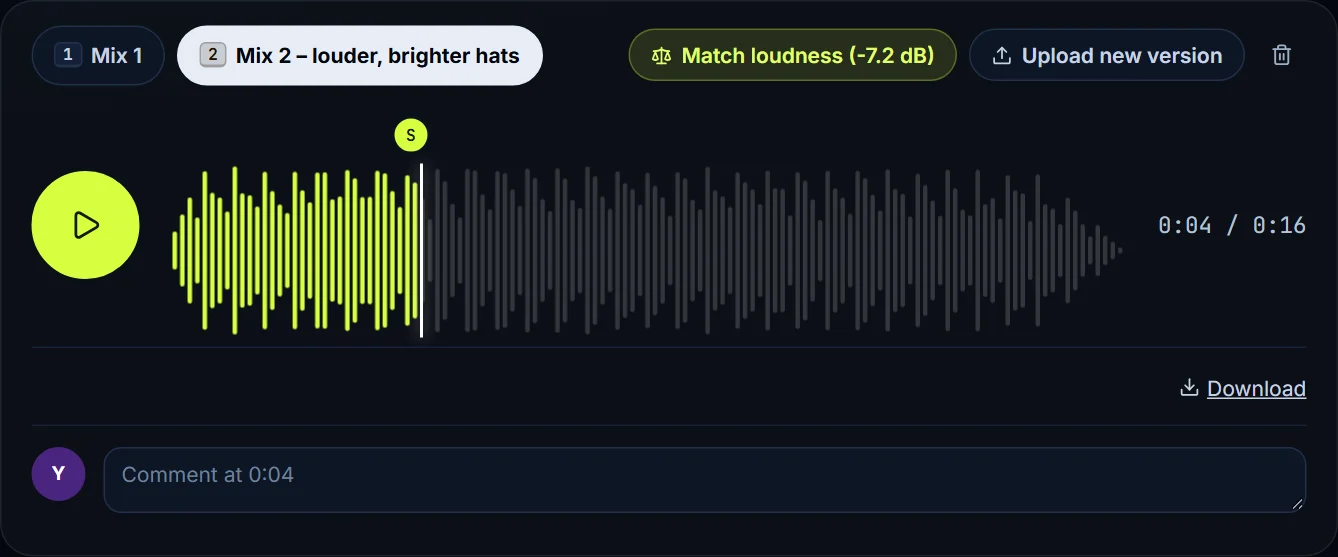 1 Mix 1
2 Mix 2 – louder, brighter hats
Match loudness (-7.2 dB)
Upload new version
S
0:04 / 0:16
Download
Y
Comment at 0:04